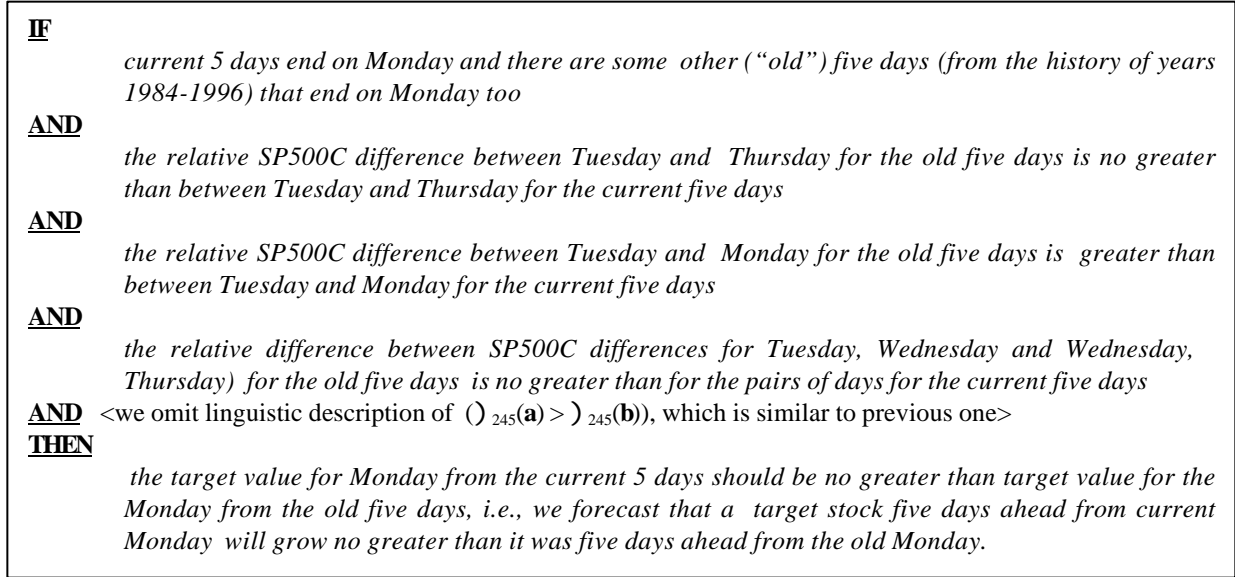 IF
current 5 days end on Monday and there are some other (“old”) five days (from the history of years
1984-1996) that end on Monday too
AND
the relative SP500C difference between Tuesday and Thursday for the old five days is no greater
than between Tuesday and Thursday for the current five days
AND
the relative SP500C difference between Tuesday and Monday for the old five days is greater than
between Tuesday and Monday for the current five days
AND
the relative difference between SP500C differences for Tuesday, Wednesday and Wednesday,
Thursday) for the old five days is no greater than for the pairs of days for the current five days
AND <we omit linguistic description of ()245(a) > )245(b)), which is similar to previous one>
THEN
the target value for Monday from the current 5 days should be no greater than target value for the
Monday from the old five days, i.e., we forecast that a target stock five days ahead from current
Monday will grow no greater than it was five days ahead from the old Monday.